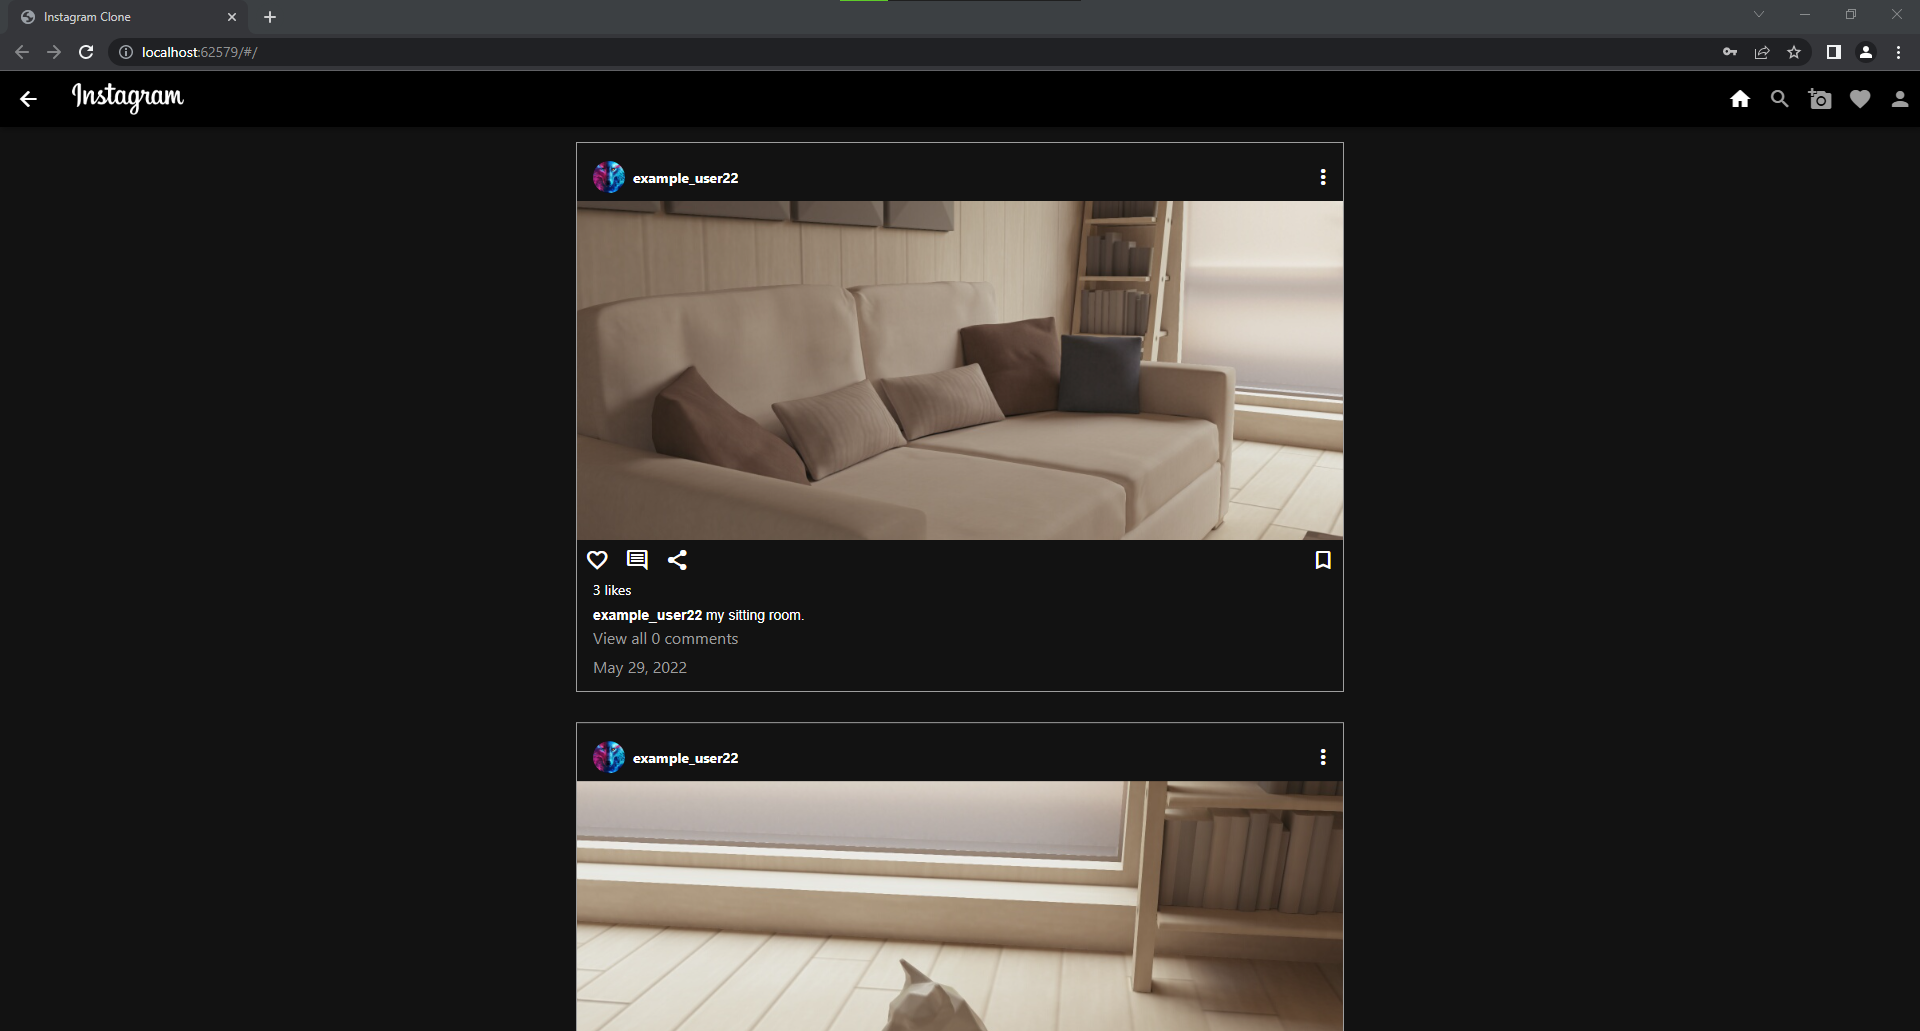 Instagram Clone
localhost:62579/#/
Instagram
example_user22
3 likes
example_user22 my sitting room.
View all 0 comments
May 29, 2022
example_user22